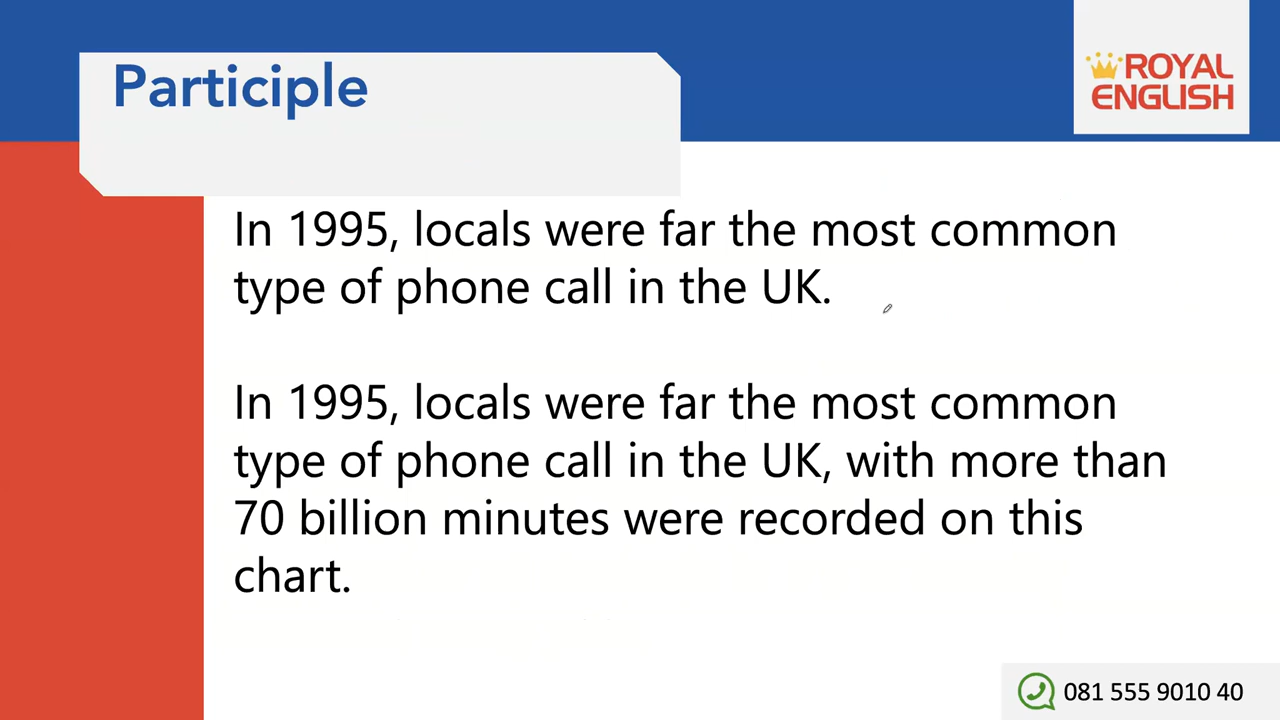 Participle
ROYAL
ENGLISH
In 1995, locals were far the most common
type of phone call in the UK.
In 1995, locals were far the most common
type of phone call in the UK, with more than
70 billion minutes were recorded on this
chart.
081 555 9010 40